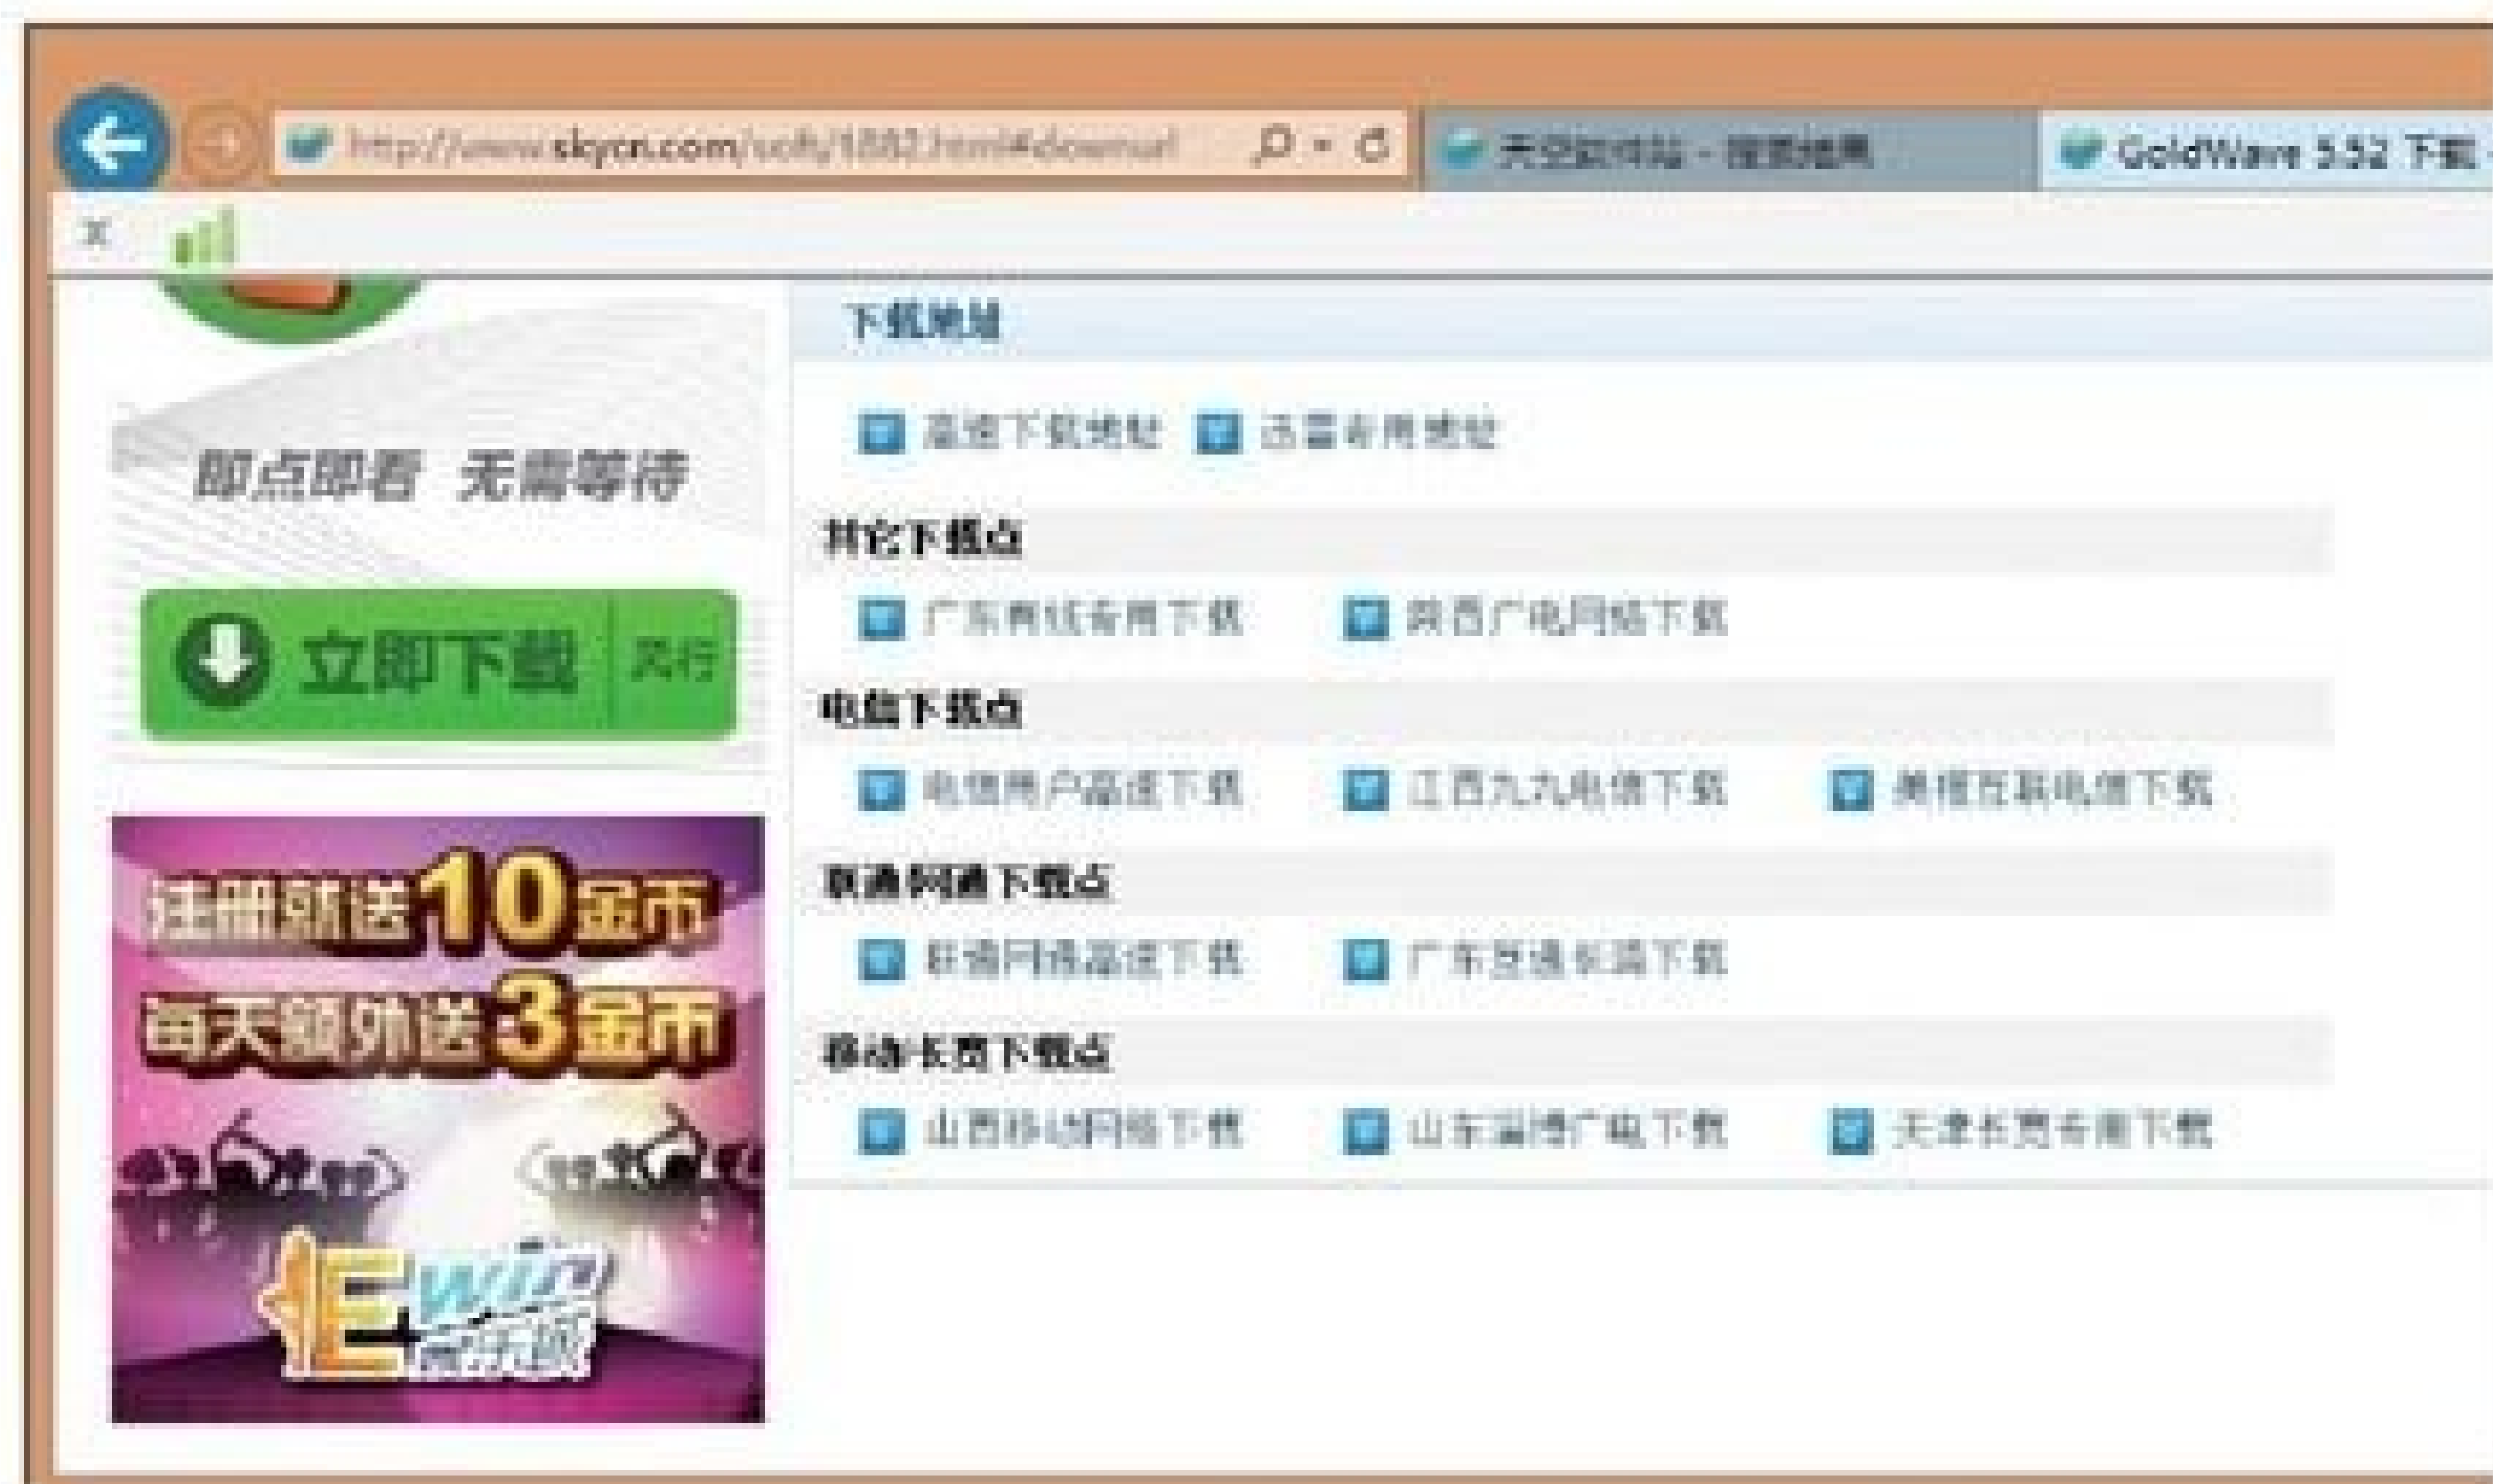 http://www.skycn.com/soft/1882.html#downurl
天空软件站 - 搜索结果
GoldWave 5.52 下载 -
x
下载地址
高速下载地址 迅雷专用地址
即点即看 无需等待
其它下载点
广东有线专用下载 陕西广电网络下载
立即下载 风行
电信下载点
电信用户高速下载 江西九九电信下载 互联电信下载
注册就送10金币
每天额外送3金币
联通网通下载点
联通网通高速下载 广东互通长通下载
移动长宽下载点
山西移动网络下载 山东淄博广电下载 天津长宽专用下载
Ewin